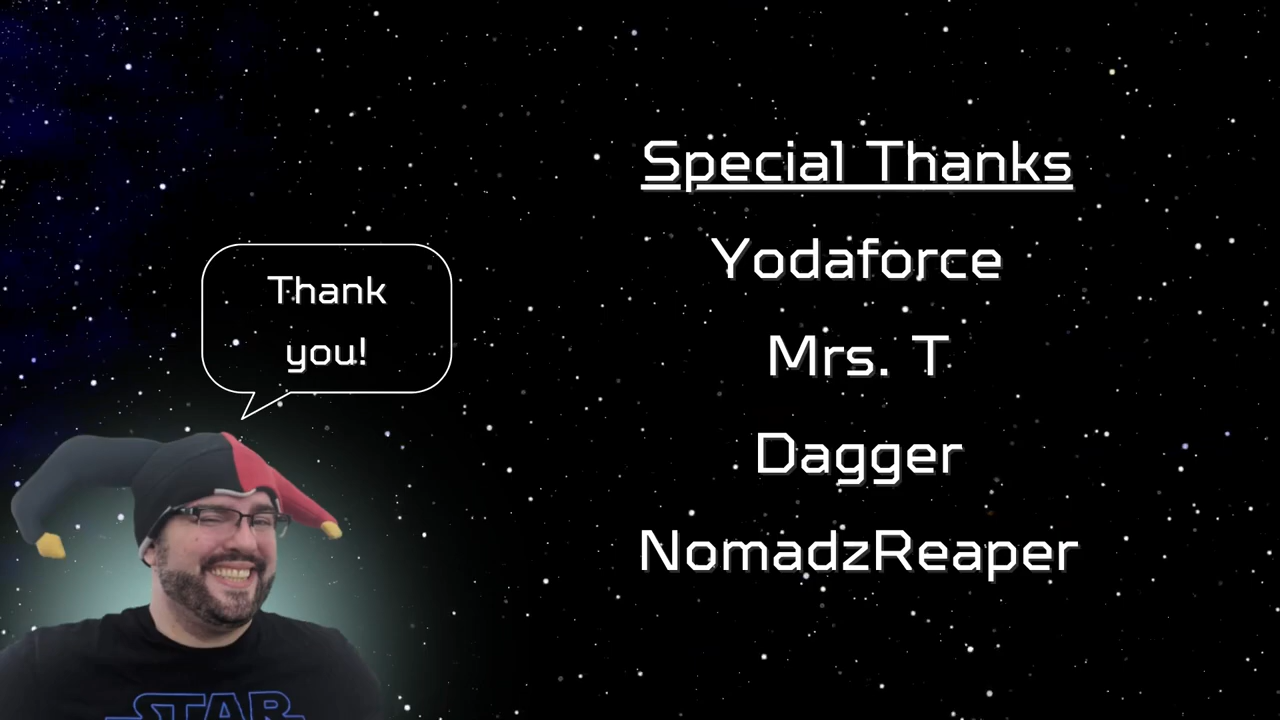 Special Thanks
Yodaforce
Mrs. T
Dagger
NomadzReaper
Thank
you!
STAR